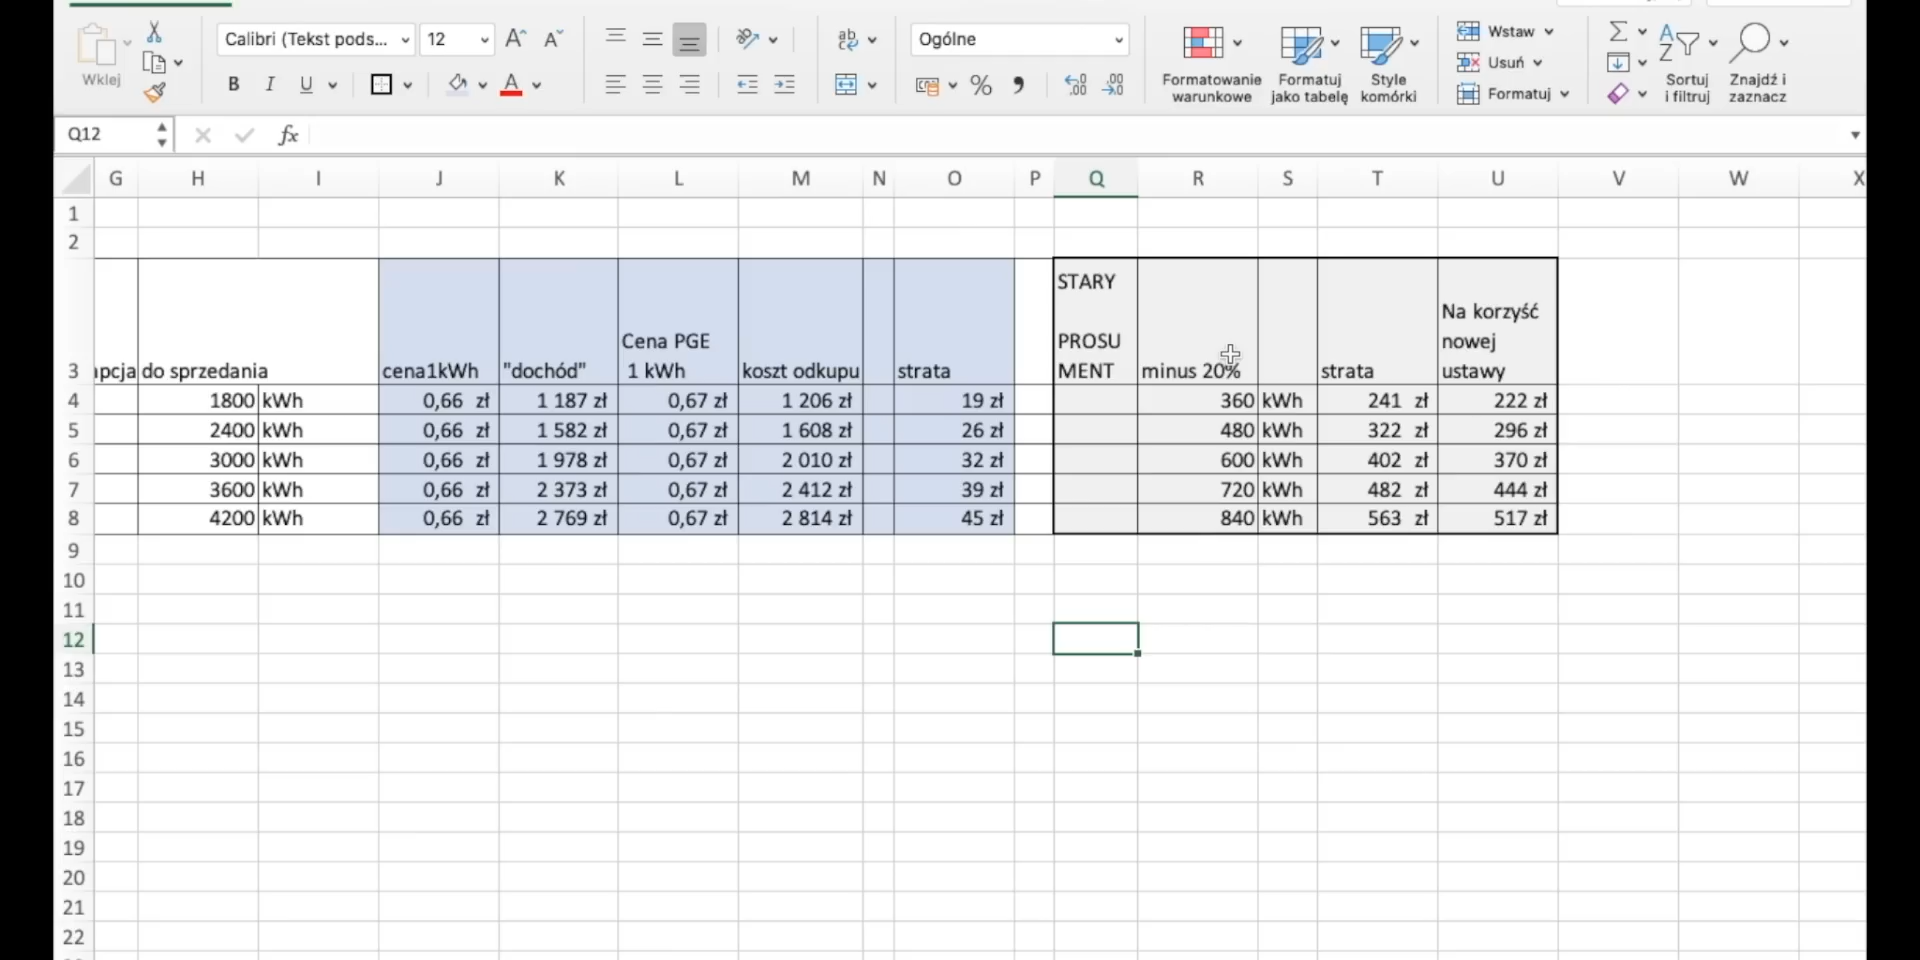 Calibri (Tekst pods... 12 A A ab Ogólne Wstaw
Wklej Usuń
B I U A % Formatowanie warunkowe Formatuj jako tabelę Style komórki Formatuj Sortuj i filtruj Znajdź i zaznacz
Q12 fx
G H I J K L M N O P Q R S T U V W X
1
2
3 do sprzedania cena1kWh "dochód" Cena PGE 1 kWh koszt odkupu strata STARY PROSU MENT minus 20% strata Na korzyść nowej ustawy
4 1800 kWh 0,66 zł 1 187 zł 0,67 zł 1 206 zł 19 zł 360 kWh 241 zł 222 zł
5 2400 kWh 0,66 zł 1 582 zł 0,67 zł 1 608 zł 26 zł 480 kWh 322 zł 296 zł
6 3000 kWh 0,66 zł 1 978 zł 0,67 zł 2 010 zł 32 zł 600 kWh 402 zł 370 zł
7 3600 kWh 0,66 zł 2 373 zł 0,67 zł 2 412 zł 39 zł 720 kWh 482 zł 444 zł
8 4200 kWh 0,66 zł 2 769 zł 0,67 zł 2 814 zł 45 zł 840 kWh 563 zł 517 zł
9
10
11
12
13
14
15
16
17
18
19
20
21
22